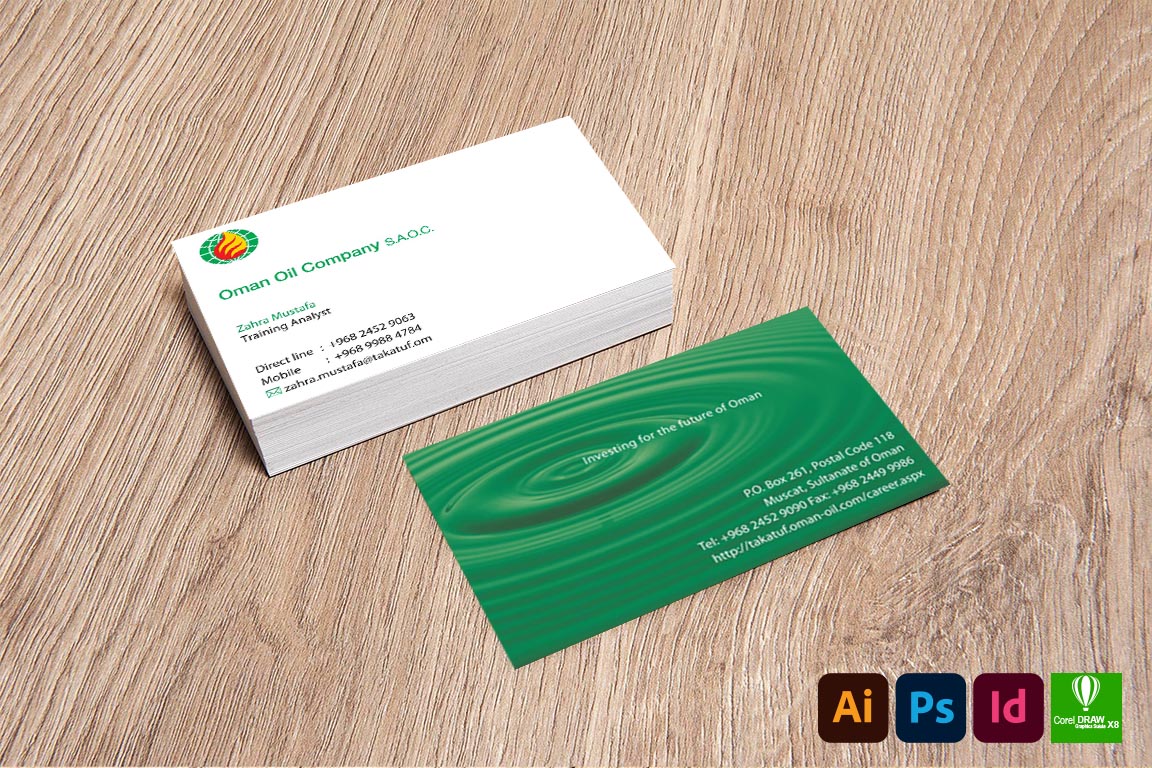 Oman Oil Company S.A.O.C.
Zahra Mustafa
Training Analyst
Direct line : +968 2452 9063
Mobile : +968 9988 4784
zahra.mustafa@takatuf.om
Investing for the future of Oman
P.O. Box 261, Postal Code 118
Muscat, Sultanate of Oman
Tel: +968 2452 9090 Fax: +968 2449 9986
http://takatuf.oman-oil.com/career.aspx
Ai Ps Id
Corel DRAW
Graphics Suite X8